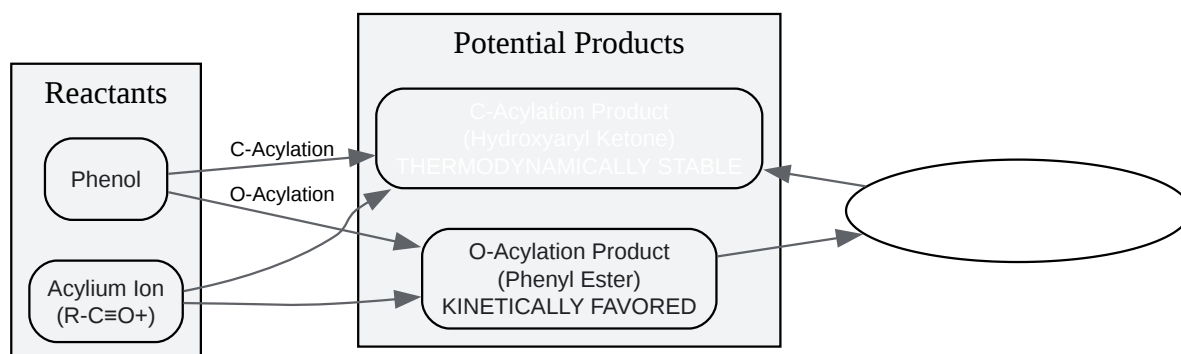 Reactants
Phenol
Acylium Ion
(R-C≡O+)
C-Acylation
O-Acylation
Potential Products
C-Acylation Product
(Hydroxyaryl Ketone)
THERMODYNAMICALLY STABLE
O-Acylation Product
(Phenyl Ester)
KINETICALLY FAVORED